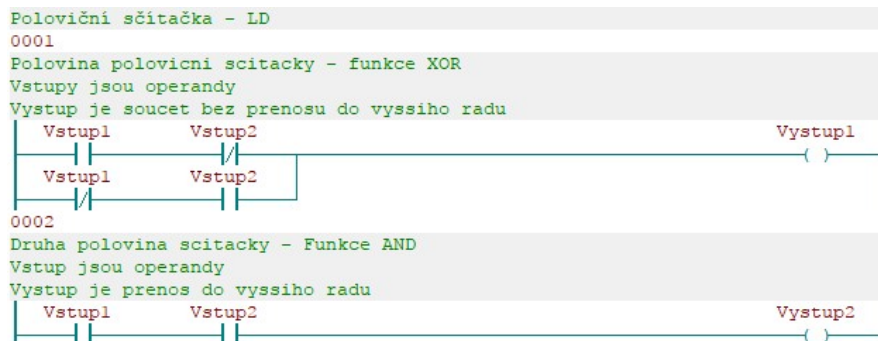 Poloviční sčítačka - LD
0001
Polovina polovicni scitacky - funkce XOR
Vstupy jsou operandy
Vystup je soucet bez prenosu do vyssiho radu
Vstup1 Vstup2 Vystup1
Vstup1 Vstup2
0002
Druha polovina scitacky - Funkce AND
Vstup jsou operandy
Vystup je prenos do vyssiho radu
Vstup1 Vstup2 Vystup2